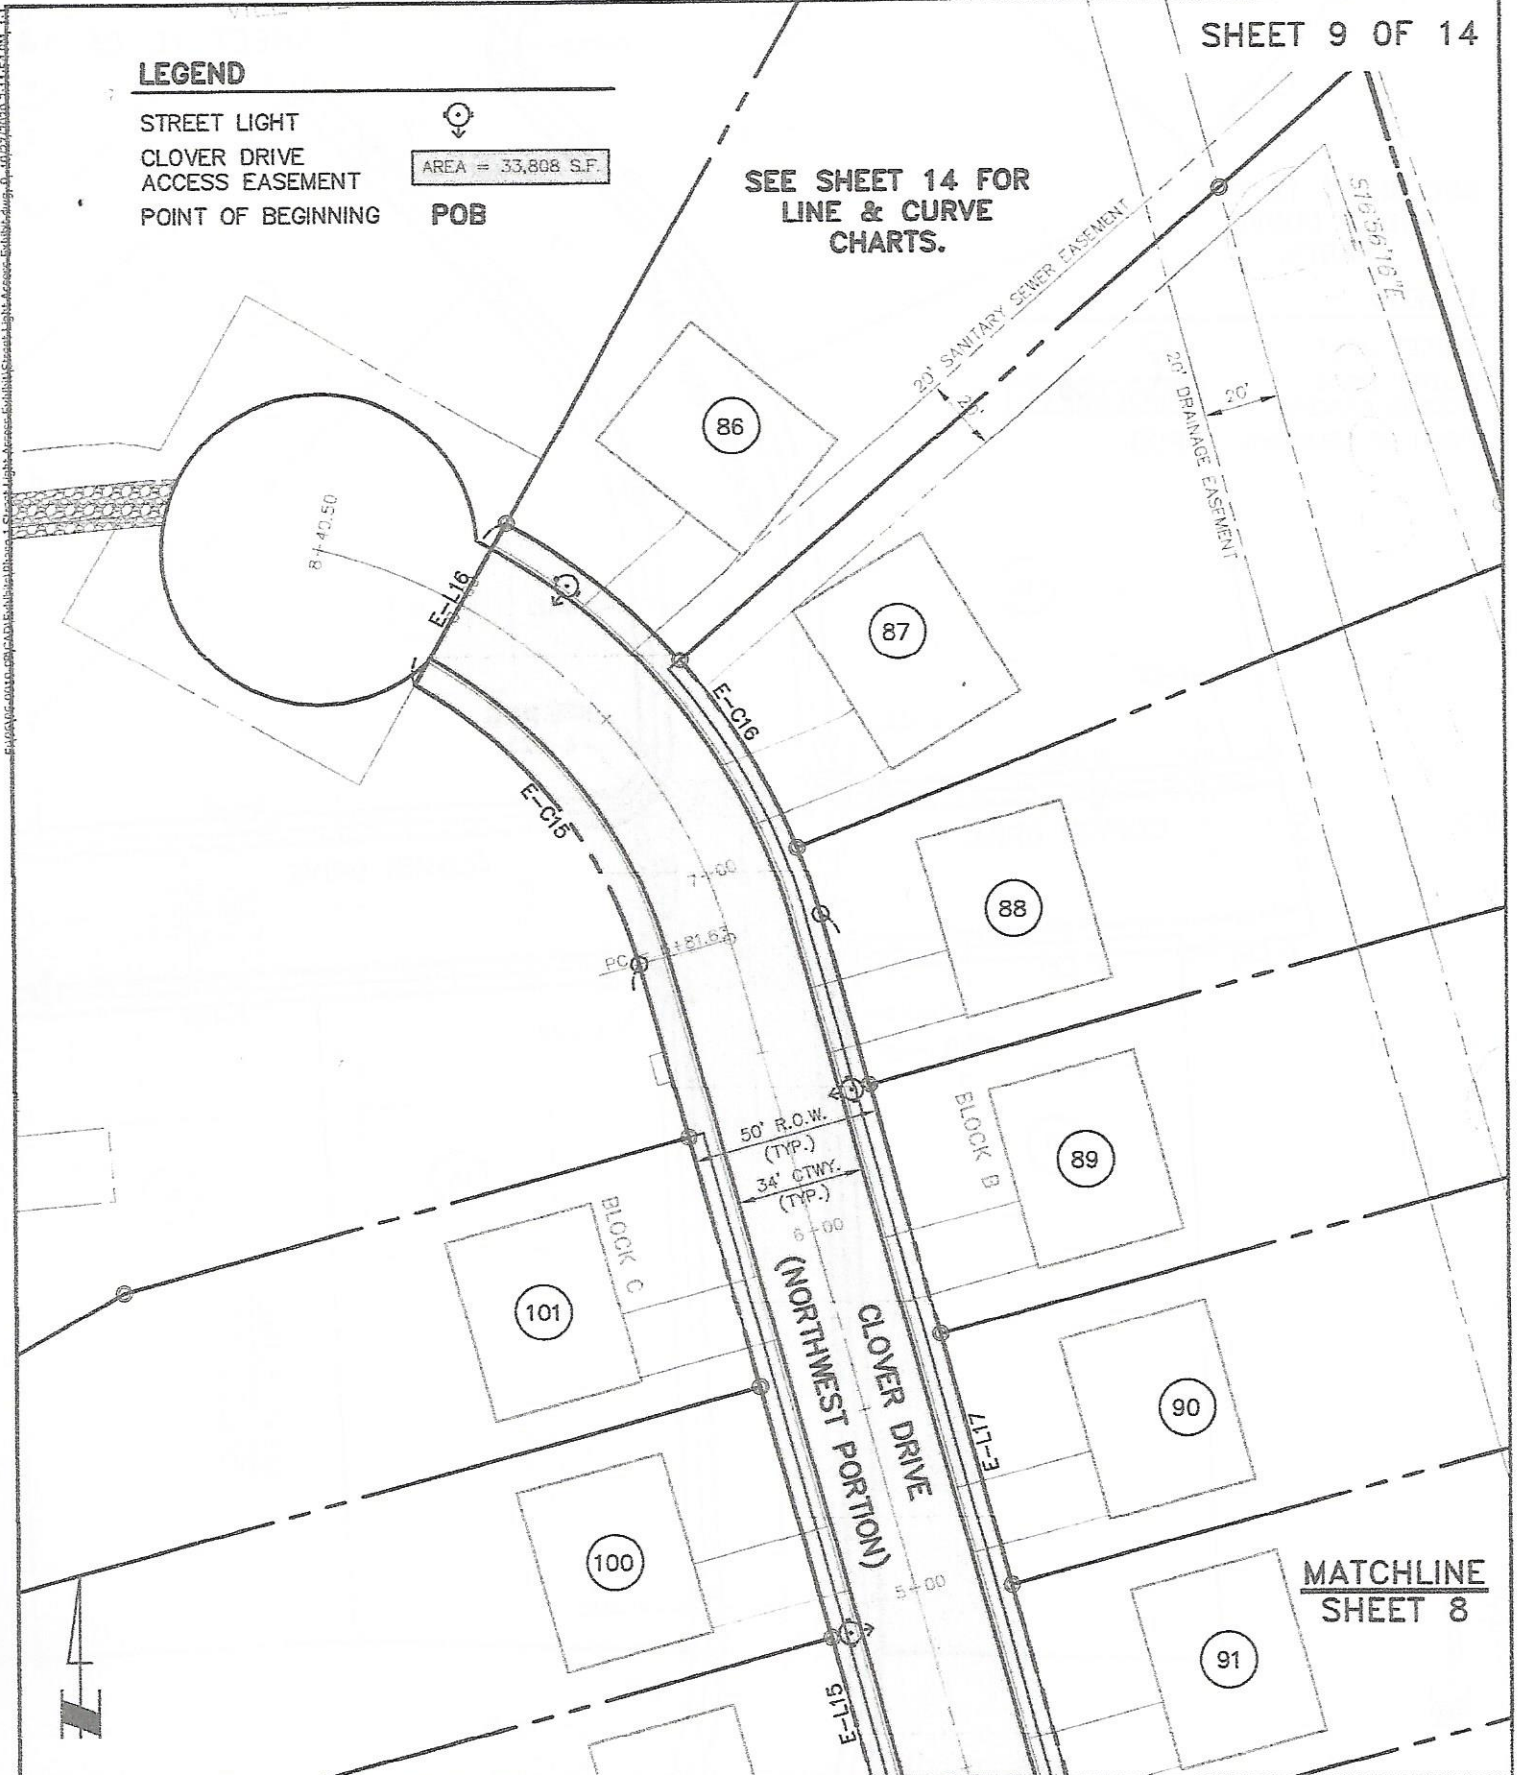 SHEET 9 OF 14
LEGEND
STREET LIGHT
CLOVER DRIVE
ACCESS EASEMENT
AREA = 33,808 S.F.
POINT OF BEGINNING POB
SEE SHEET 14 FOR
LINE & CURVE
CHARTS.
20' SANITARY SEWER EASEMENT
20'
S16°56'16"E
20' DRAINAGE EASEMENT
20'
86
8+40.50
E-L16
87
E-C16
E-C15
7+00
88
PC
50' R.O.W.
(TYP.)
34' CTWY.
(TYP.)
BLOCK B
89
6+00
BLOCK C
101
CLOVER DRIVE
(NORTHWEST PORTION)
90
E-L17
100
5+00
MATCHLINE
SHEET 8
91
E-L15